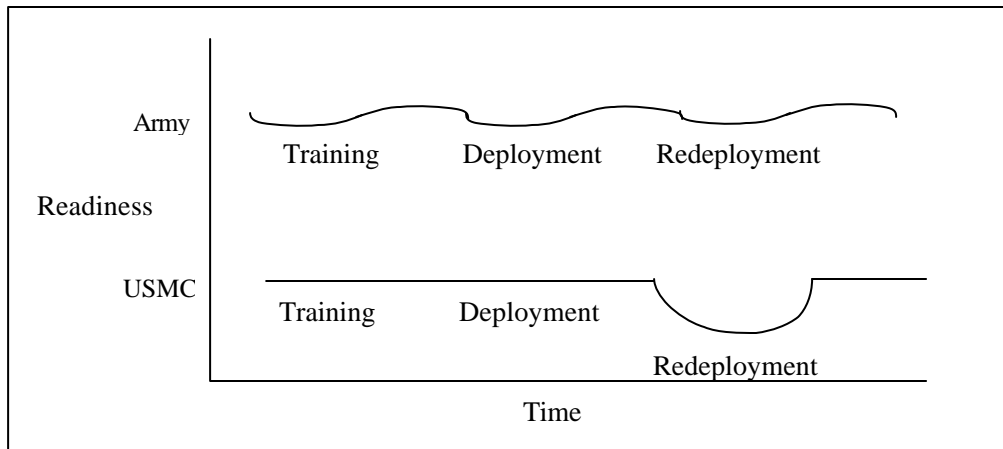 Army
Training Deployment Redeployment
Readiness
USMC
Training Deployment
Redeployment
Time